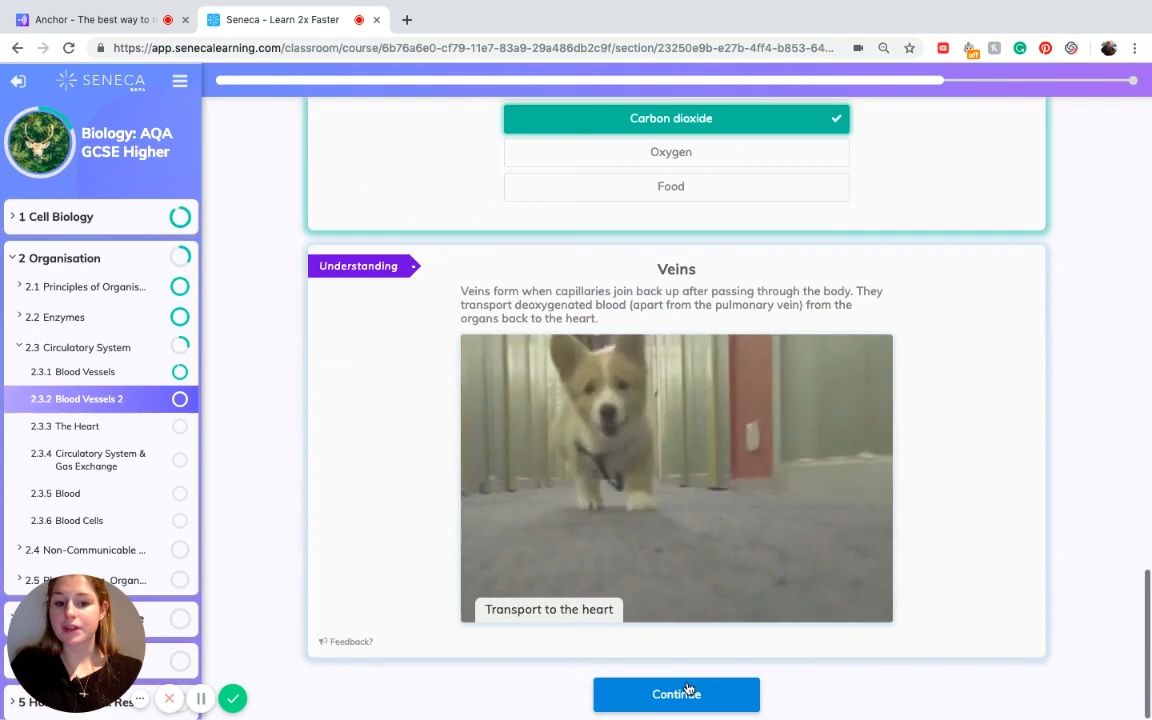 Anchor - The best way to
Seneca - Learn 2x Faster
https://app.senecalearning.com/classroom/course/6b76a6e0-cf79-11e7-83a9-29a486db2c9f/section/23250e9b-e27b-4ff4-b853-64...
off
SENECA
BETA
Biology: AQA
GCSE Higher
1 Cell Biology
2 Organisation
2.1 Principles of Organis...
2.2 Enzymes
2.3 Circulatory System
2.3.1 Blood Vessels
2.3.2 Blood Vessels 2
2.3.3 The Heart
2.3.4 Circulatory System &
Gas Exchange
2.3.5 Blood
2.3.6 Blood Cells
2.4 Non-Communicable ...
2.5
Organ...
5
Carbon dioxide
Oxygen
Food
Understanding
Veins
Veins form when capillaries join back up after passing through the body. They
transport deoxygenated blood (apart from the pulmonary vein) from the
organs back to the heart.
Transport to the heart
Feedback?
Continue